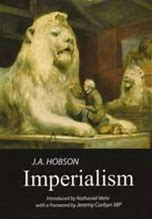 J.A. HOBSON
Imperialism
Introduced by Nathaniel Mehr
with a Foreword by Jeremy Corbyn MP